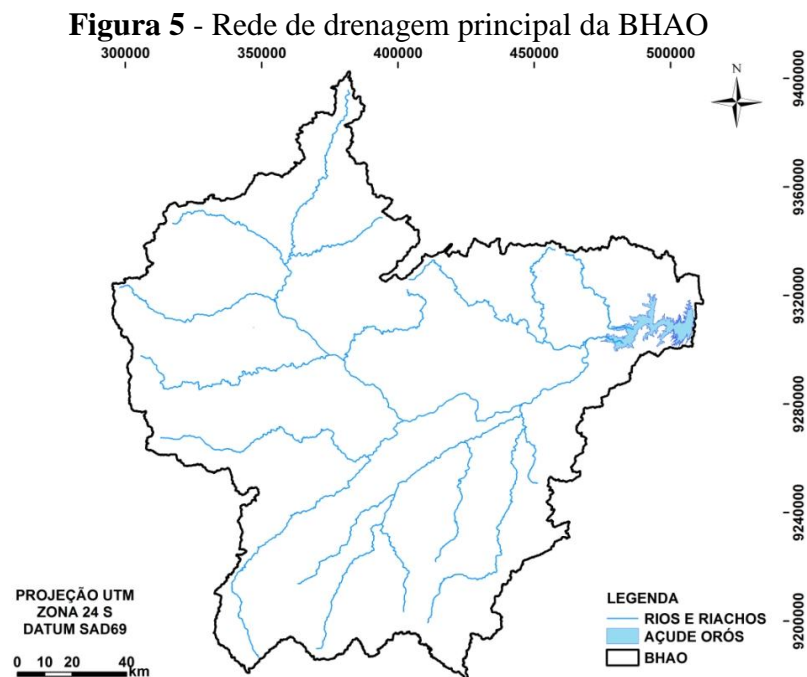 Figura 5 - Rede de drenagem principal da BHAO
300000 350000 400000 450000 500000
N
9400000
9360000
9320000
9280000
9240000
9200000
PROJEÇÃO UTM
ZONA 24 S
DATUM SAD69
0 10 20 40
km
LEGENDA
RIOS E RIACHOS
AÇUDE ORÓS
BHAO